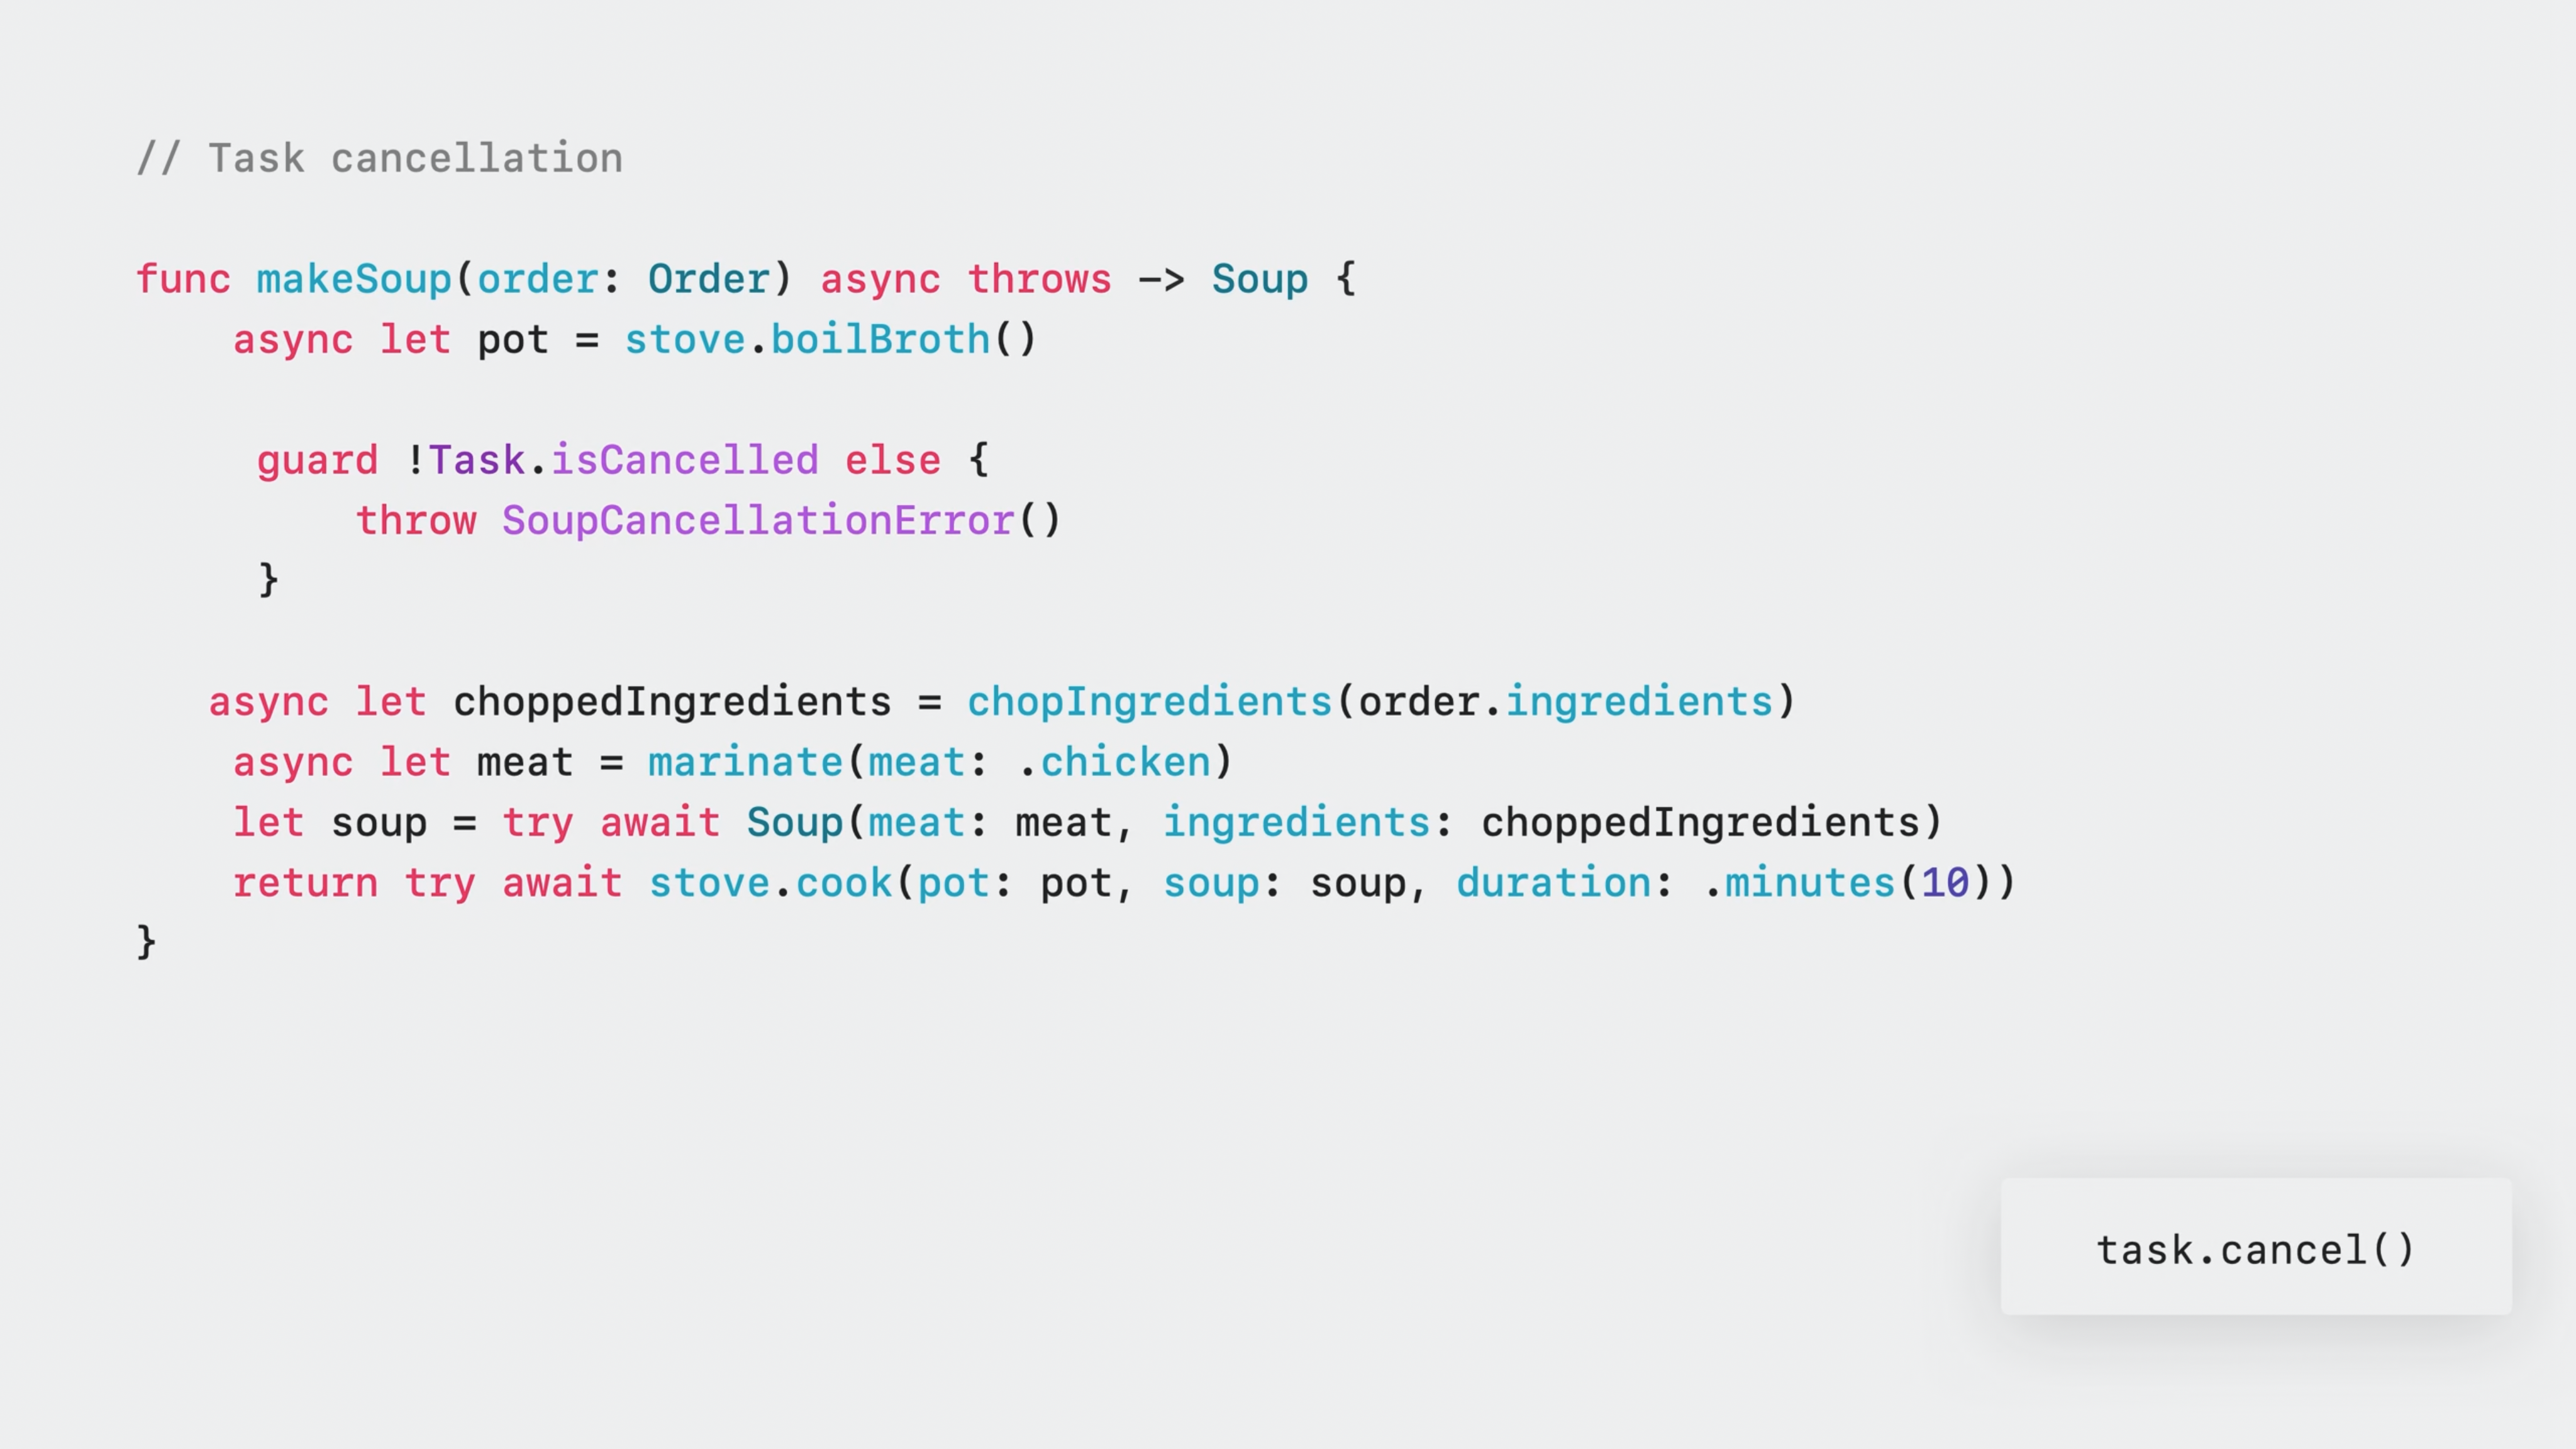 // Task cancellation
func makeSoup(order: Order) async throws -> Soup {
    async let pot = stove.boilBroth()
     guard !Task.isCancelled else {
         throw SoupCancellationError()
     }
   async let choppedIngredients = chopIngredients(order.ingredients)
    async let meat = marinate(meat: .chicken)
    let soup = try await Soup(meat: meat, ingredients: choppedIngredients)
    return try await stove.cook(pot: pot, soup: soup, duration: .minutes(10))
}
task.cancel()